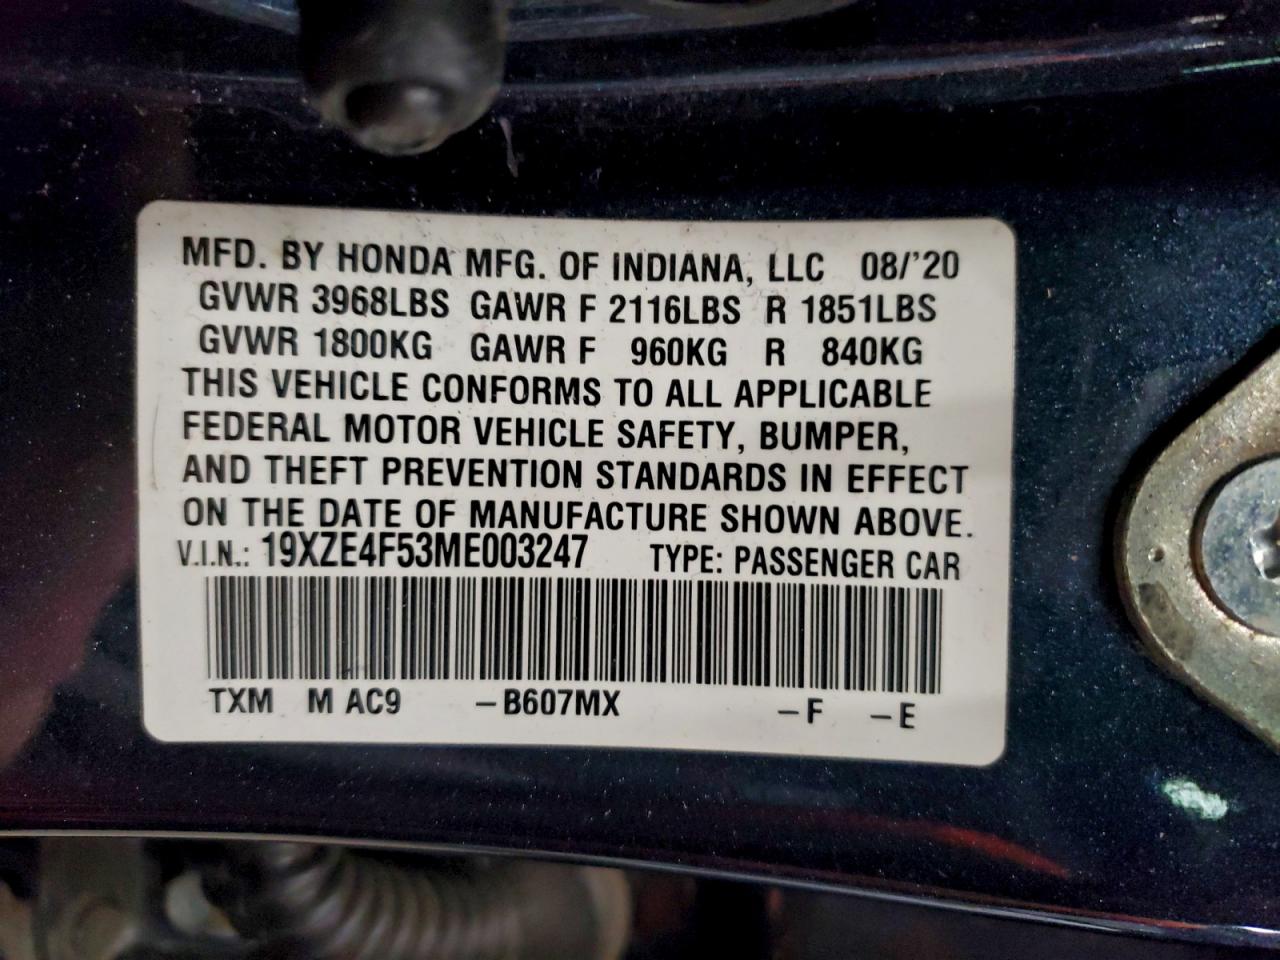 MFD. BY HONDA MFG. OF INDIANA, LLC 08/'20
GVWR 3968LBS GAWR F 2116LBS R 1851LBS
GVWR 1800KG GAWR F 960KG R 840KG
THIS VEHICLE CONFORMS TO ALL APPLICABLE
FEDERAL MOTOR VEHICLE SAFETY, BUMPER,
AND THEFT PREVENTION STANDARDS IN EFFECT
ON THE DATE OF MANUFACTURE SHOWN ABOVE.
V.I.N.: 19XZE4F53ME003247 TYPE: PASSENGER CAR
TXM M AC9 -B607MX -F -E